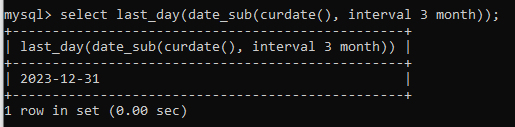 mysql> select last_day(date_sub(curdate(), interval 3 month));
+-------------------------------------------------+
| last_day(date_sub(curdate(), interval 3 month)) |
+-------------------------------------------------+
| 2023-12-31                                      |
+-------------------------------------------------+
1 row in set (0.00 sec)